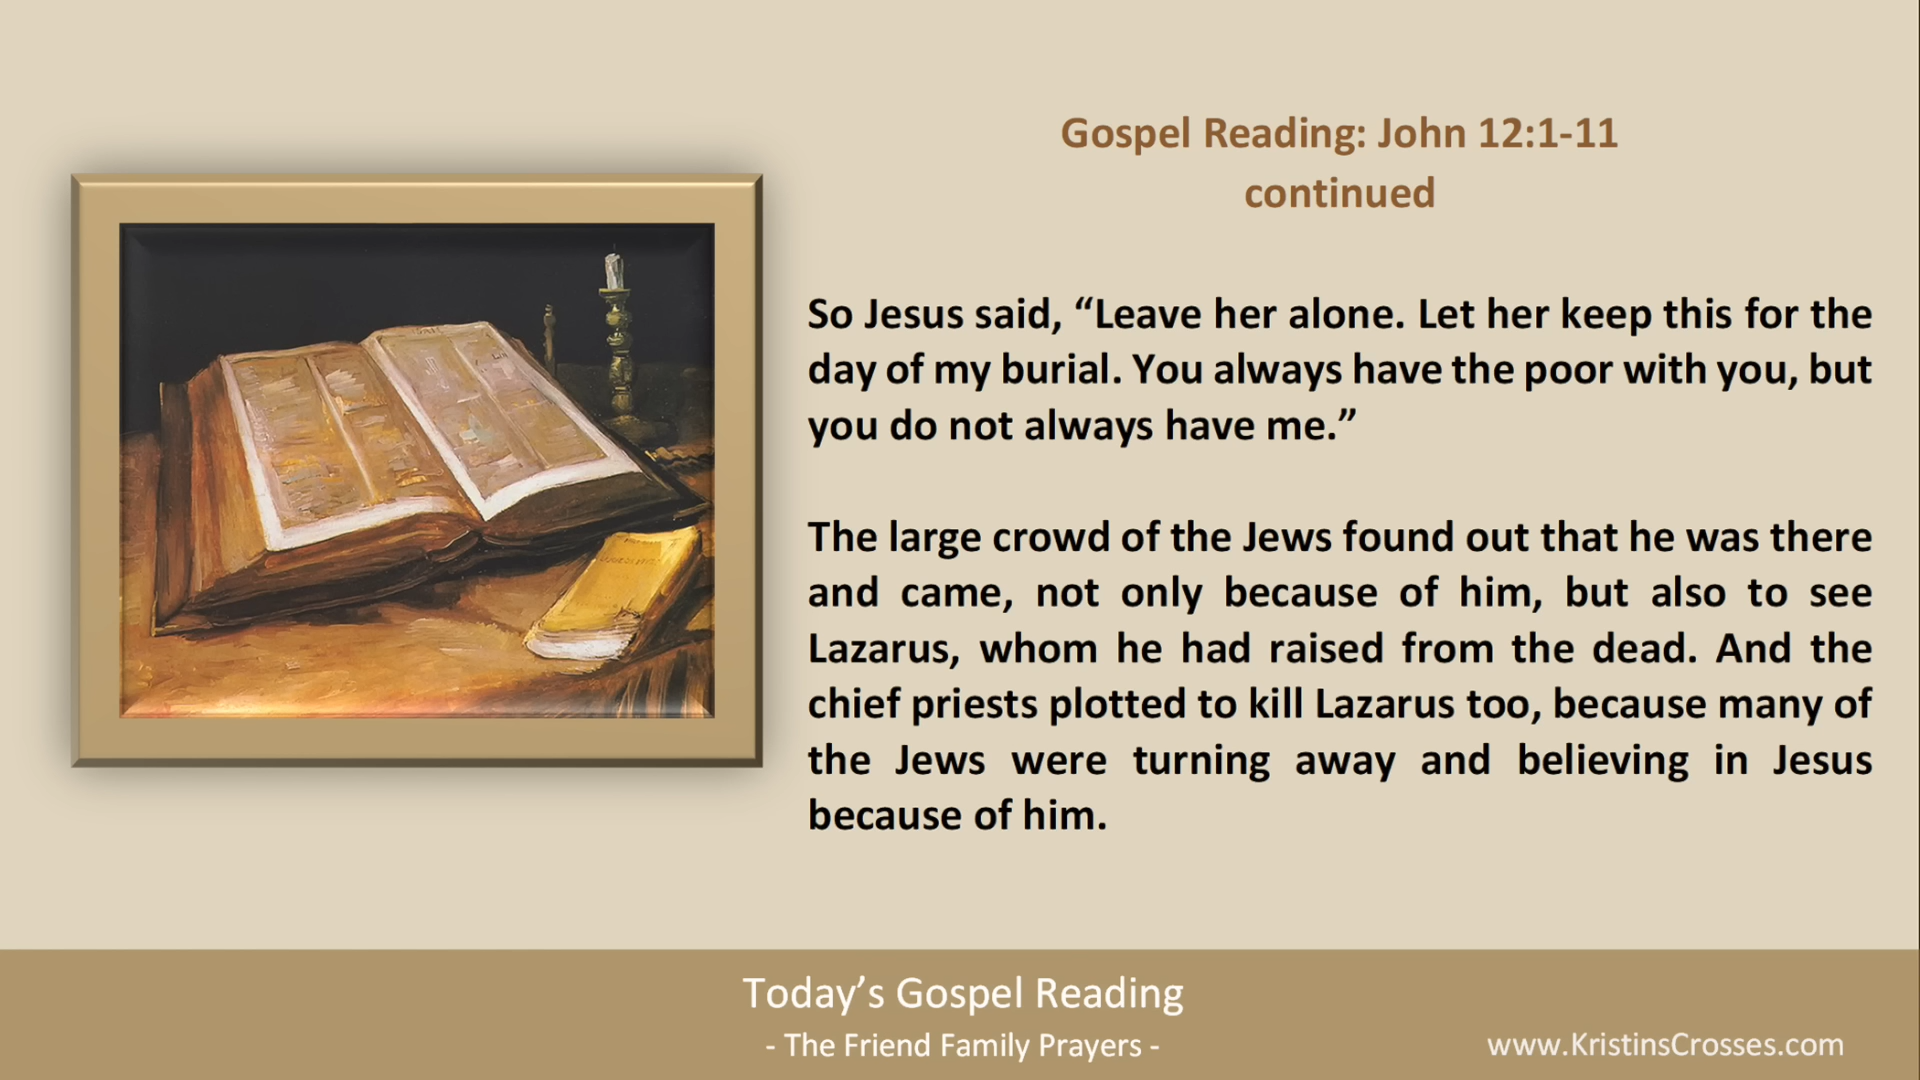 Gospel Reading: John 12:1-11
continued
So Jesus said, “Leave her alone. Let her keep this for the
day of my burial. You always have the poor with you, but
you do not always have me.”
The large crowd of the Jews found out that he was there
and came, not only because of him, but also to see
Lazarus, whom he had raised from the dead. And the
chief priests plotted to kill Lazarus too, because many of
the Jews were turning away and believing in Jesus
because of him.
Today’s Gospel Reading
- The Friend Family Prayers -
www.KristinsCrosses.com